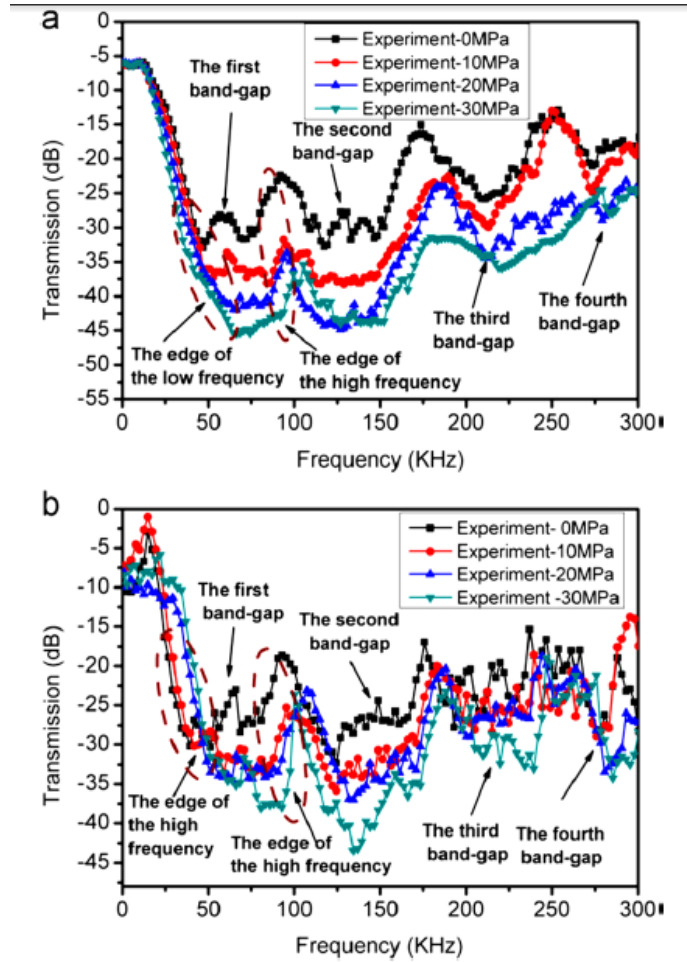 a
0
-5
-10
-15
-20
-25
-30
-35
-40
-45
-50
-55
Transmission (dB)
Experiment-0MPa
Experiment-10MPa
Experiment-20MPa
Experiment-30MPa
The first
band-gap
The second
band-gap
The third
band-gap
The fourth
band-gap
The edge of
the low frequency
The edge of
the high frequency
0 50 100 150 200 250 300
Frequency (KHz)
b
0
-5
-10
-15
-20
-25
-30
-35
-40
-45
Transmission (dB)
Experiment- 0MPa
Experiment-10MPa
Experiment-20MPa
Experiment -30MPa
The first
band-gap
The second
band-gap
The edge of
the high
frequency
The edge of
the high frequency
The third
band-gap
The fourth
band-gap
0 50 100 150 200 250 300
Frequency (KHz)